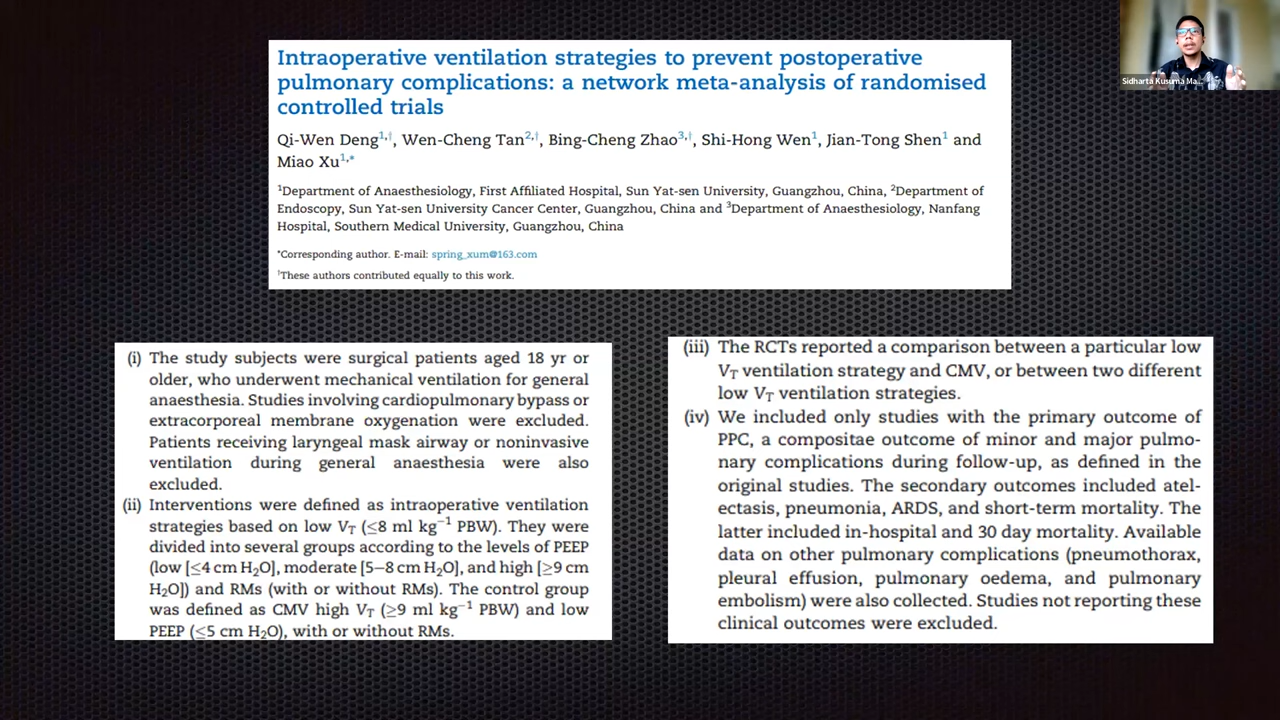 Intraoperative ventilation strategies to prevent postoperative
pulmonary complications: a network meta-analysis of randomised
controlled trials
Qi-Wen Deng1,†, Wen-Cheng Tan2,†, Bing-Cheng Zhao3,†, Shi-Hong Wen1, Jian-Tong Shen1 and
Miao Xu1,*
1Department of Anaesthesiology, First Affiliated Hospital, Sun Yat-sen University, Guangzhou, China, 2Department of
Endoscopy, Sun Yat-sen University Cancer Center, Guangzhou, China and 3Department of Anaesthesiology, Nanfang
Hospital, Southern Medical University, Guangzhou, China
*Corresponding author. E-mail: spring_xum@163.com
†These authors contributed equally to this work.
Sidharta Kusuma Ma...
(i) The study subjects were surgical patients aged 18 yr or
older, who underwent mechanical ventilation for general
anaesthesia. Studies involving cardiopulmonary bypass or
extracorporeal membrane oxygenation were excluded.
Patients receiving laryngeal mask airway or noninvasive
ventilation during general anaesthesia were also
excluded.
(ii) Interventions were defined as intraoperative ventilation
strategies based on low VT (≤8 ml kg−1 PBW). They were
divided into several groups according to the levels of PEEP
(low [≤4 cm H2O], moderate [5–8 cm H2O], and high [≥9 cm
H2O]) and RMs (with or without RMs). The control group
was defined as CMV high VT (≥9 ml kg−1 PBW) and low
PEEP (≤5 cm H2O), with or without RMs.
(iii) The RCTs reported a comparison between a particular low
VT ventilation strategy and CMV, or between two different
low VT ventilation strategies.
(iv) We included only studies with the primary outcome of
PPC, a compositae outcome of minor and major pulmo-
nary complications during follow-up, as defined in the
original studies. The secondary outcomes included atel-
ectasis, pneumonia, ARDS, and short-term mortality. The
latter included in-hospital and 30 day mortality. Available
data on other pulmonary complications (pneumothorax,
pleural effusion, pulmonary oedema, and pulmonary
embolism) were also collected. Studies not reporting these
clinical outcomes were excluded.